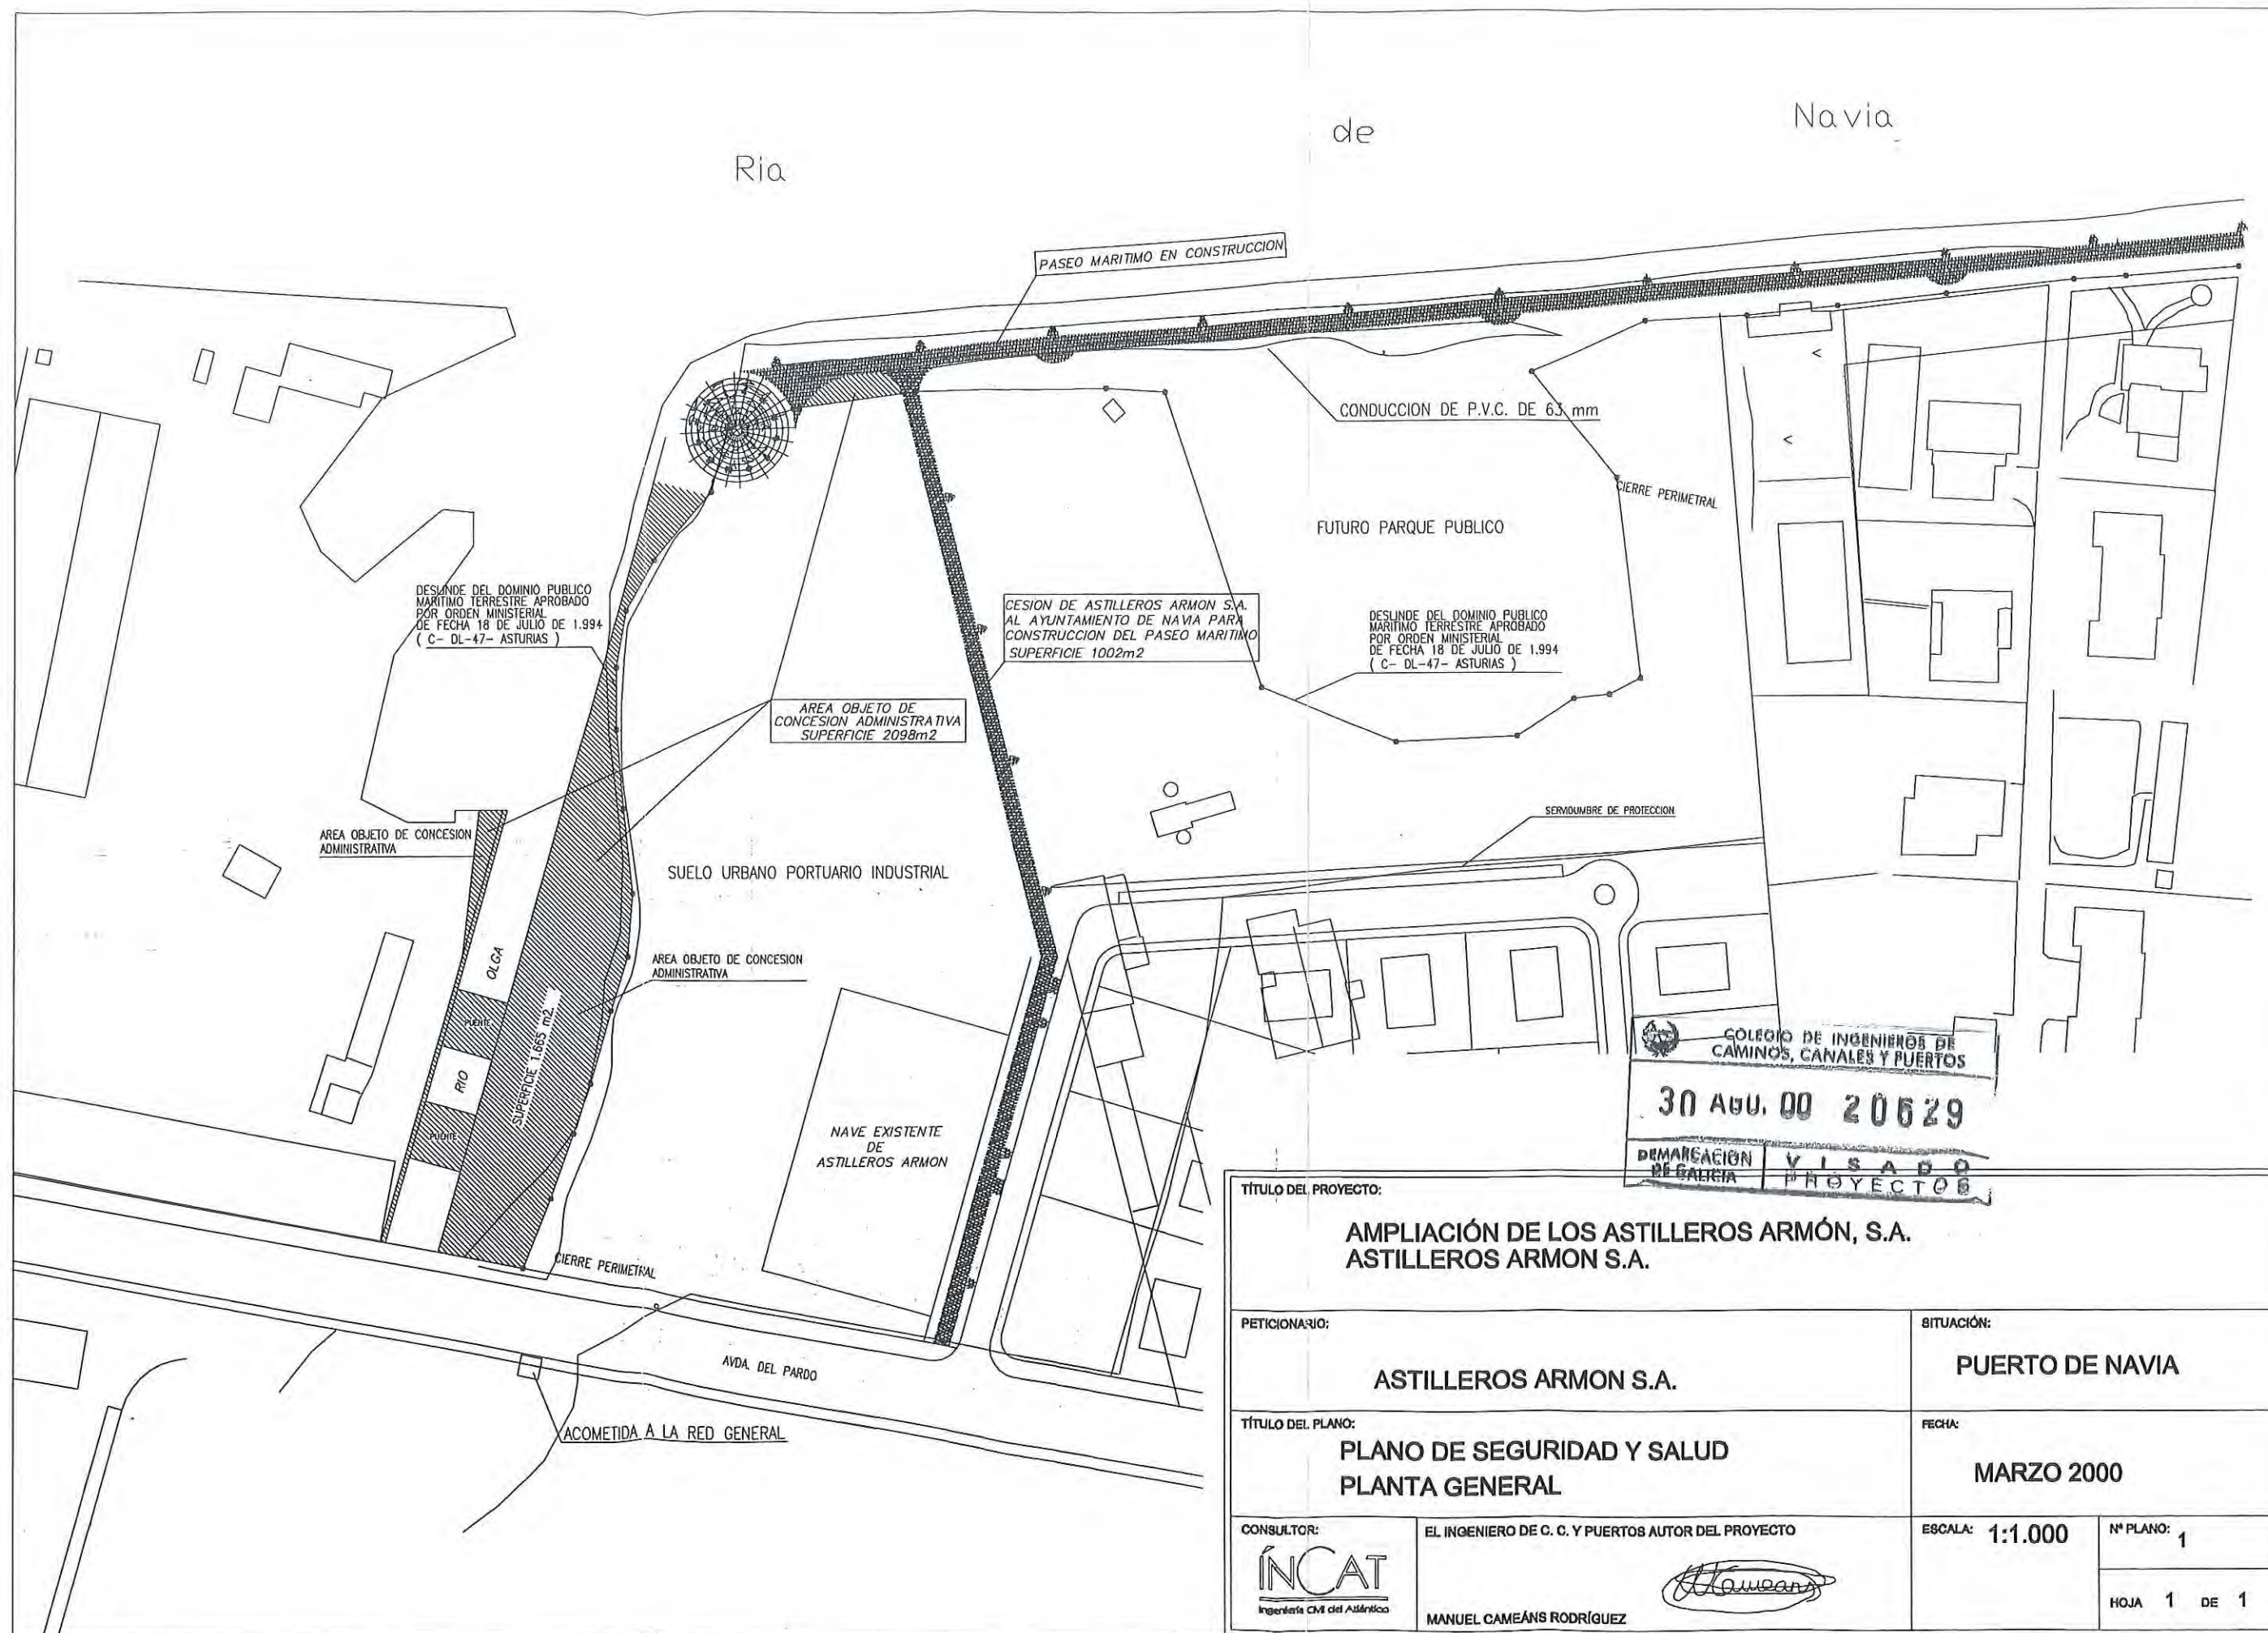 Ria
de
Navia
PASEO MARITIMO EN CONSTRUCCION
CONDUCCION DE P.V.C. DE 63 mm
CIERRE PERIMETRAL
FUTURO PARQUE PUBLICO
DESLINDE DEL DOMINIO PUBLICO
MARITIMO TERRESTRE APROBADO
POR ORDEN MINISTERIAL
DE FECHA 18 DE JULIO DE 1.994
( C- DL-47- ASTURIAS )
CESION DE ASTILLEROS ARMON S.A.
AL AYUNTAMIENTO DE NAVIA PARA
CONSTRUCCION DEL PASEO MARITIMO
SUPERFICIE 1002m2
DESLINDE DEL DOMINIO PUBLICO
MARITIMO TERRESTRE APROBADO
POR ORDEN MINISTERIAL
DE FECHA 18 DE JULIO DE 1.994
( C- DL-47- ASTURIAS )
AREA OBJETO DE
CONCESION ADMINISTRATIVA
SUPERFICIE 2098m2
AREA OBJETO DE CONCESION
ADMINISTRATIVA
SERVIDUMBRE DE PROTECCION
SUELO URBANO PORTUARIO INDUSTRIAL
OLGA
AREA OBJETO DE CONCESION
ADMINISTRATIVA
PUENTE
SUPERFICE 1.665 m2
RIO
PUENTE
NAVE EXISTENTE
DE
ASTILLEROS ARMON
CIERRE PERIMETRAL
AVDA. DEL PARDO
ACOMETIDA A LA RED GENERAL
COLEGIO DE INGENIEROS DE
CAMINOS, CANALES Y PUERTOS
30 AGO. 00 20629
DEMARCACION
DE GALICIA
VISADO
PROYECTOS
TÍTULO DEL PROYECTO:
AMPLIACIÓN DE LOS ASTILLEROS ARMÓN, S.A.
ASTILLEROS ARMON S.A.
PETICIONARIO:
ASTILLEROS ARMON S.A.
SITUACIÓN:
PUERTO DE NAVIA
TÍTULO DEL PLANO:
PLANO DE SEGURIDAD Y SALUD
PLANTA GENERAL
FECHA:
MARZO 2000
CONSULTOR:
ÍNCAT
Ingeniería Civil del Atlántico
EL INGENIERO DE C. C. Y PUERTOS AUTOR DEL PROYECTO
MANUEL CAMEÁNS RODRÍGUEZ
ESCALA: 1:1.000
Nº PLANO: 1
HOJA 1 DE 1